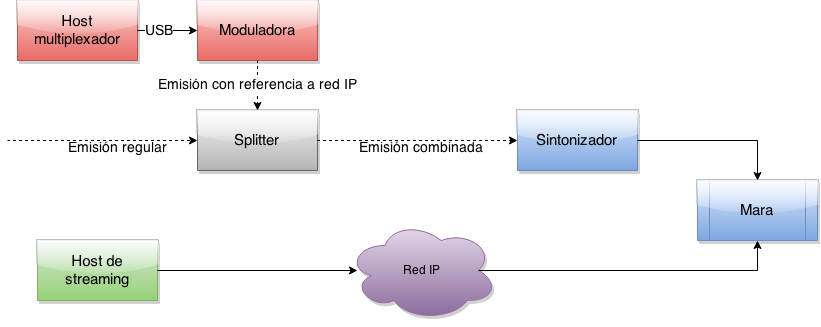 Host
multiplexador
USB
Moduladora
Emisión con referencia a red IP
Emisión regular
Splitter
Emisión combinada
Sintonizador
Mara
Host de
streaming
Red IP